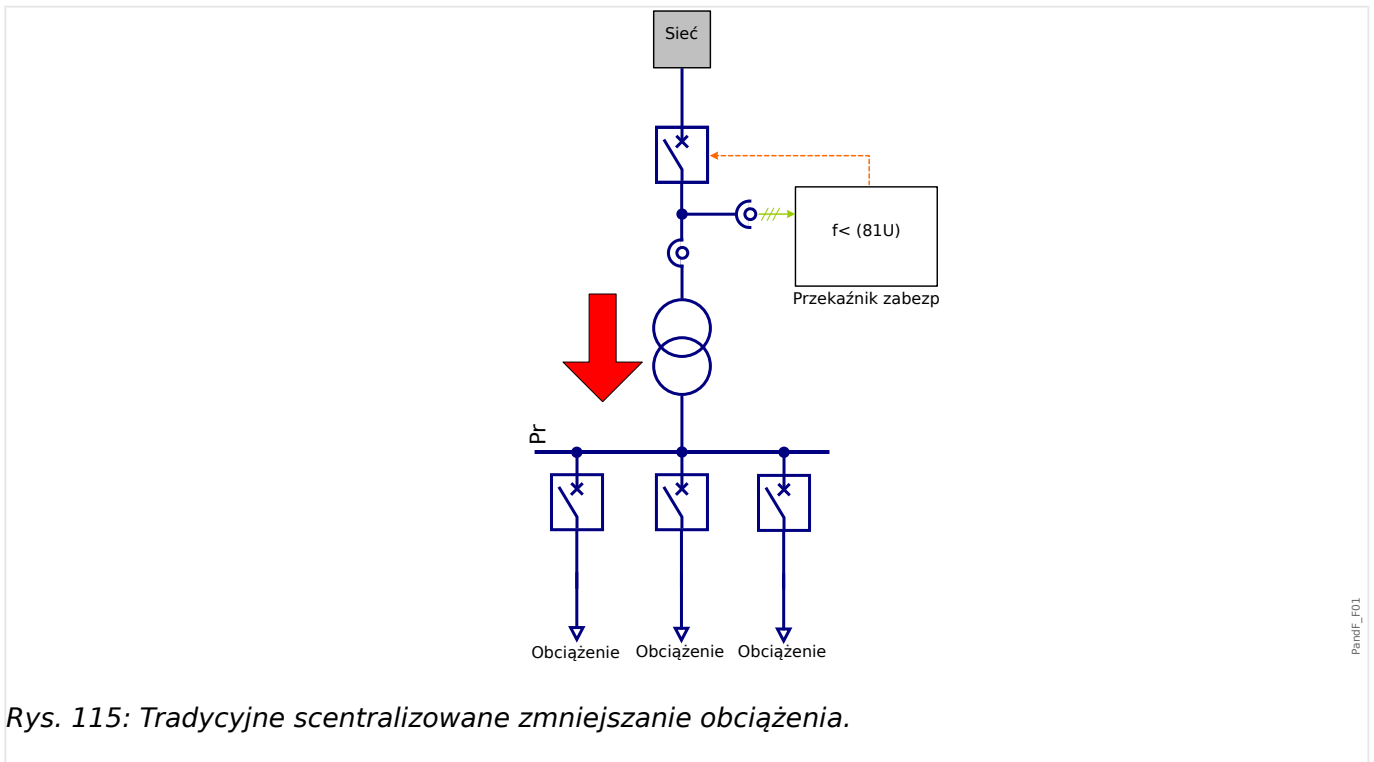 Sieć
f< (81U)
Przekaźnik zabezp
Pr
Obciążenie
Obciążenie
Obciążenie
PandF_F01
Rys. 115: Tradycyjne scentralizowane zmniejszanie obciążenia.